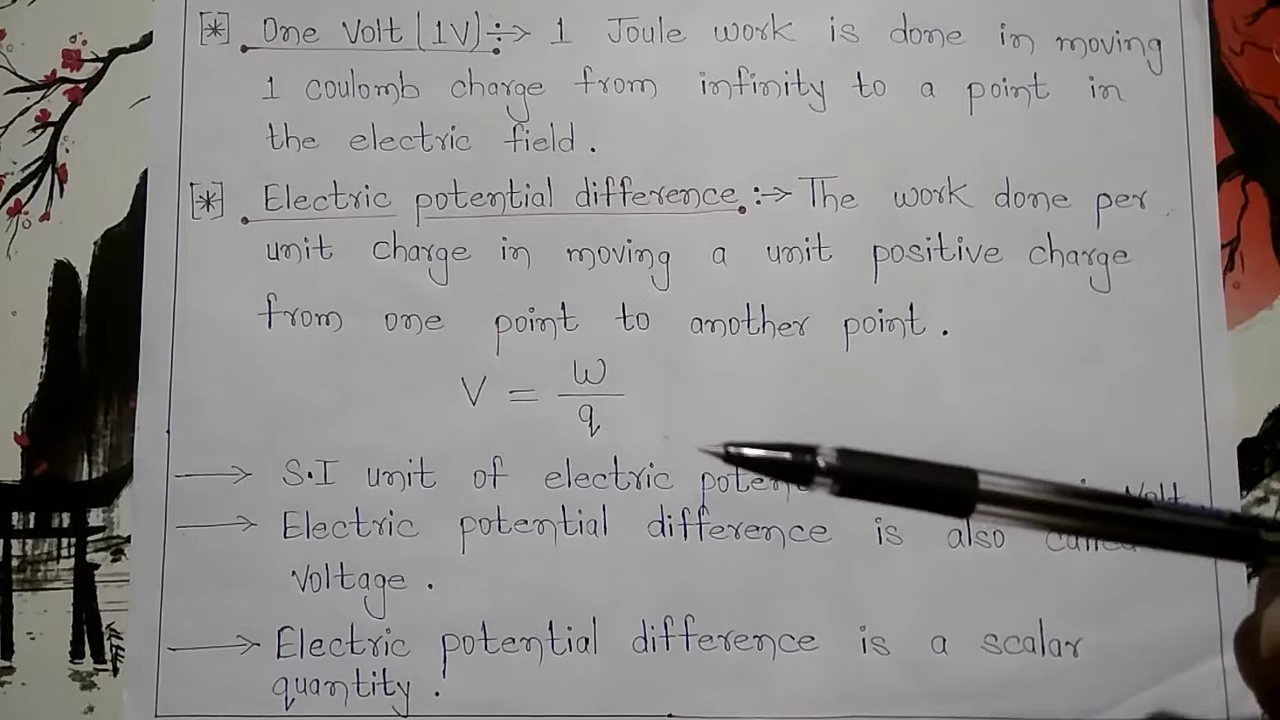 [*] One Volt (1V) ÷→ 1 Joule work is done in moving
1 coulomb charge from infinity to a point in
the electric field.
[*] Electric potential difference :→ The work done per
unit charge in moving a unit positive charge
from one point to another point.
V = W/q
→ S.I unit of electric Volt
→ Electric potential difference is also called
Voltage.
→ Electric potential difference is a scalar
quantity.